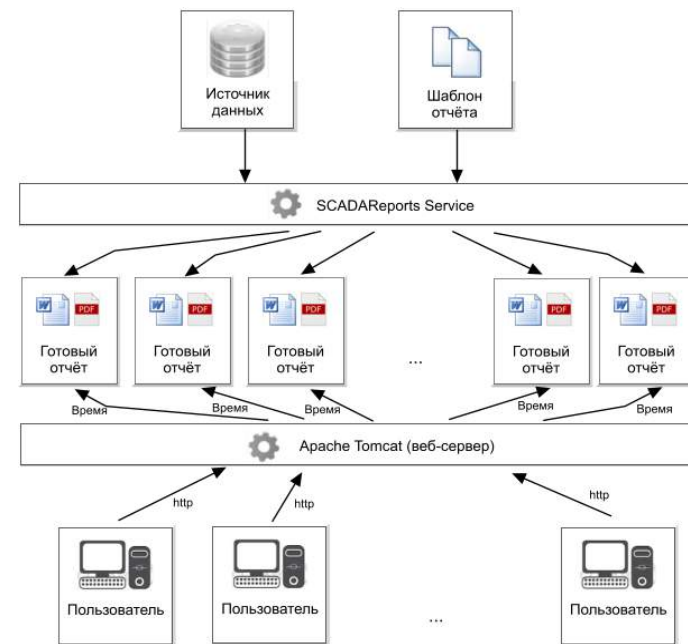 Источник
данных
Шаблон
отчёта
SCADAReports Service
W PDF
Готовый
отчёт
W PDF
Готовый
отчёт
W PDF
Готовый
отчёт
...
W PDF
Готовый
отчёт
W PDF
Готовый
отчёт
Время
Время
Время
Время
Время
Apache Tomcat (веб-сервер)
http
http
http
Пользователь
Пользователь
...
Пользователь